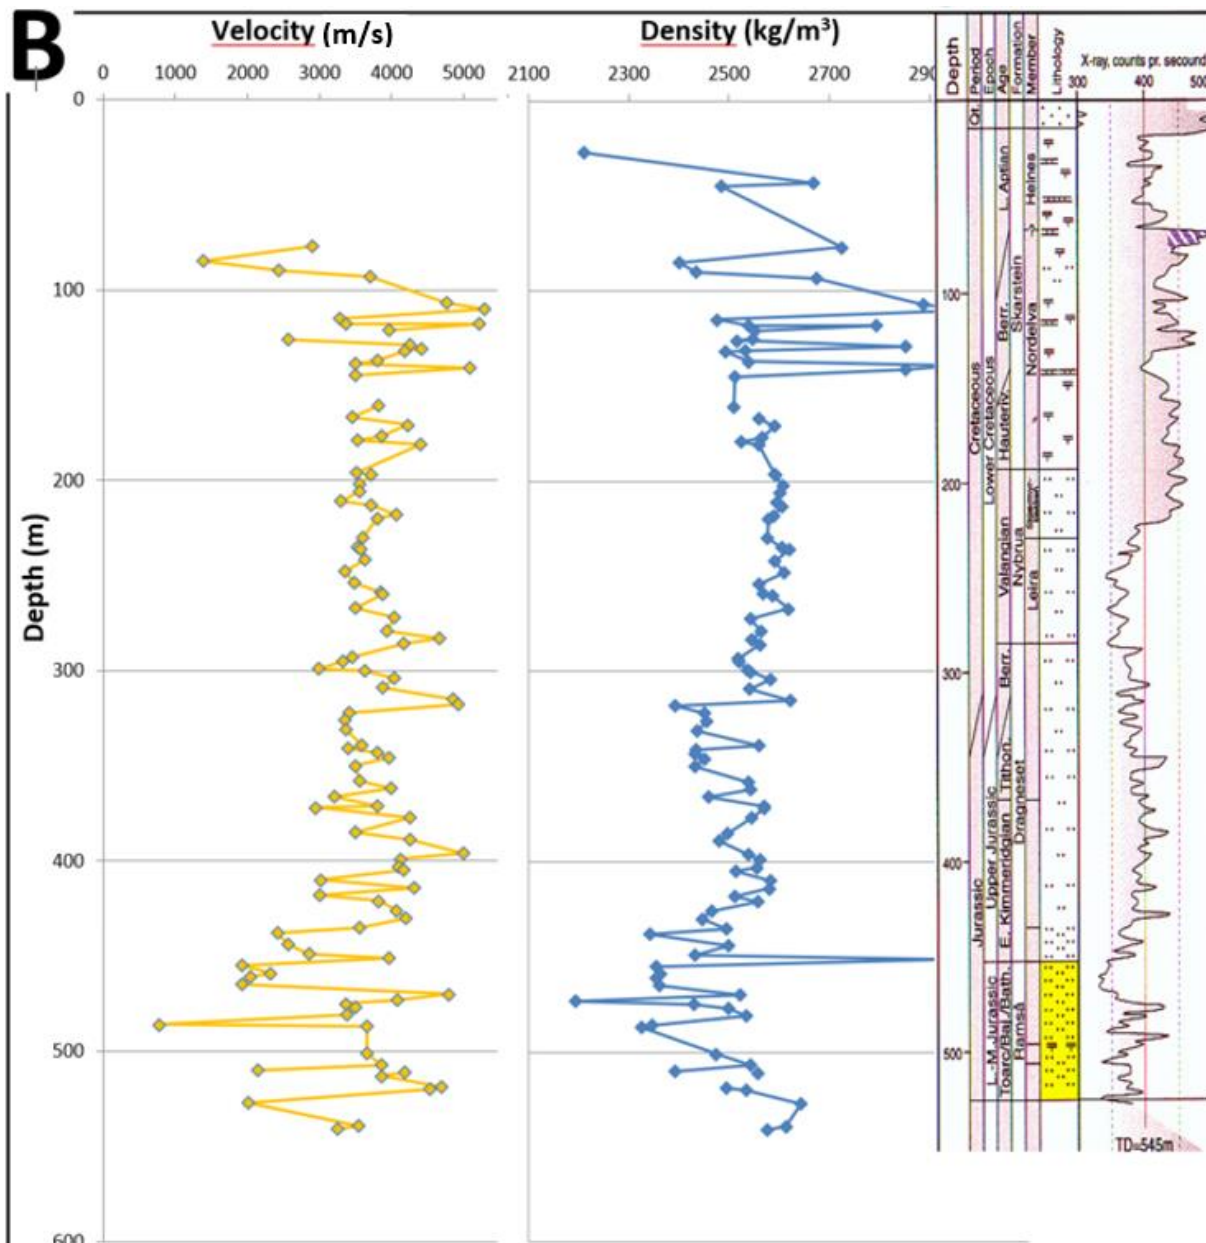 B
Velocity (m/s)
0 1000 2000 3000 4000 5000
Density (kg/m³)
2100 2300 2500 2700 290
Depth (m)
0
100
200
300
400
500
600
Depth
Period
Epoch
Age
Formation
Member
Lithology
X-ray, counts pr. second
300 400 500
100
200
300
400
500
Qt.
Cretaceous
Jurassic
Lower Cretaceous
Upper Jurassic
L.-M.Jurassic
L. Aptian
Berr.
Hauteriv.
Valangian
Berr.
Tithon.
E. Kimmeridgian
Toarc/Baj./Bath.
Skarstein
Nybrua
Dragneset
Ramså
Helnes
-?-
Nordelva
Leira
TD=545m